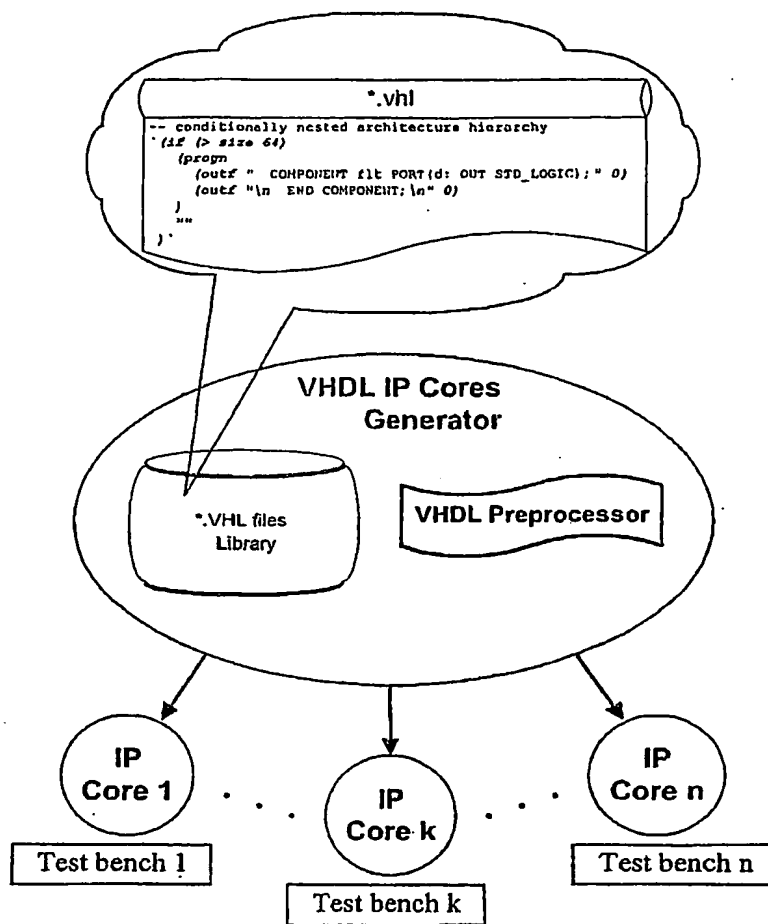 *.vhl
-- conditionally nested architecture hierarchy
`(if (> size 64)
(progn
(outf " COMPONENT flt PORT(d: OUT STD_LOGIC);" 0)
(outf "\n END COMPONENT;\n" 0)
)
""
)`
VHDL IP Cores
Generator
*.VHL files
Library
VHDL Preprocessor
IP
Core 1
IP
Core k
IP
Core n
Test bench 1
Test bench k
Test bench n